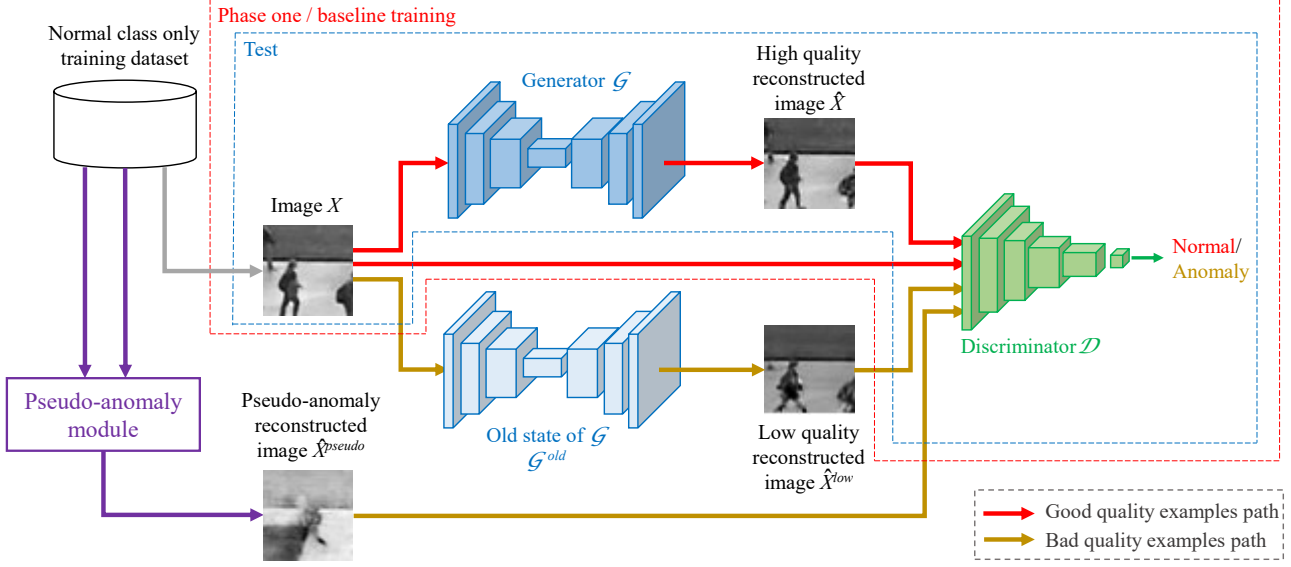 Phase one / baseline training
Normal class only
training dataset
Test
Generator 𝒢
High quality
reconstructed
image X̂
Image X
Normal/
Anomaly
Discriminator 𝒟
Pseudo-anomaly
module
Pseudo-anomaly
reconstructed
image X̂^pseudo
Old state of 𝒢
𝒢^old
Low quality
reconstructed
image X̂^low
Good quality examples path
Bad quality examples path